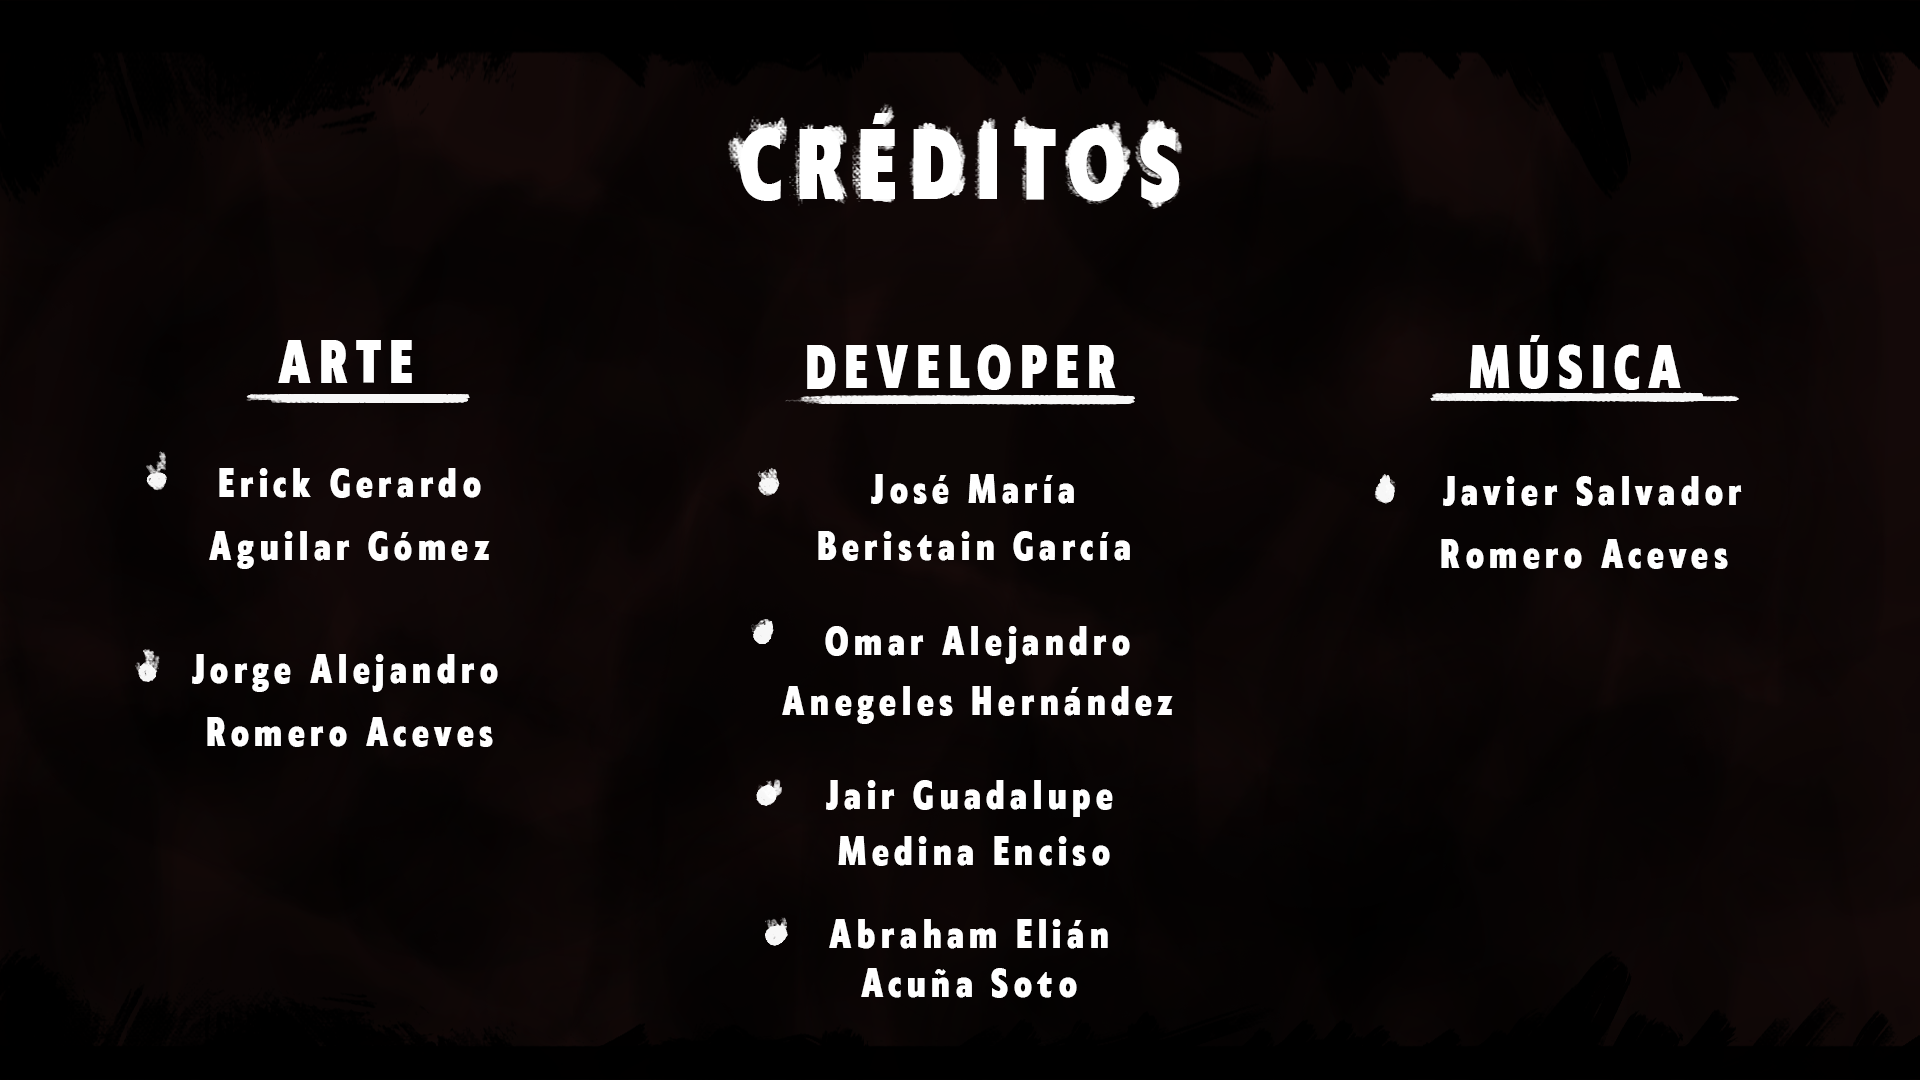 CRÉDITOS
ARTE
Erick Gerardo
Aguilar Gómez
Jorge Alejandro
Romero Aceves
DEVELOPER
José María
Beristain García
Omar Alejandro
Anegeles Hernández
Jair Guadalupe
Medina Enciso
Abraham Elián
Acuña Soto
MÚSICA
Javier Salvador
Romero Aceves